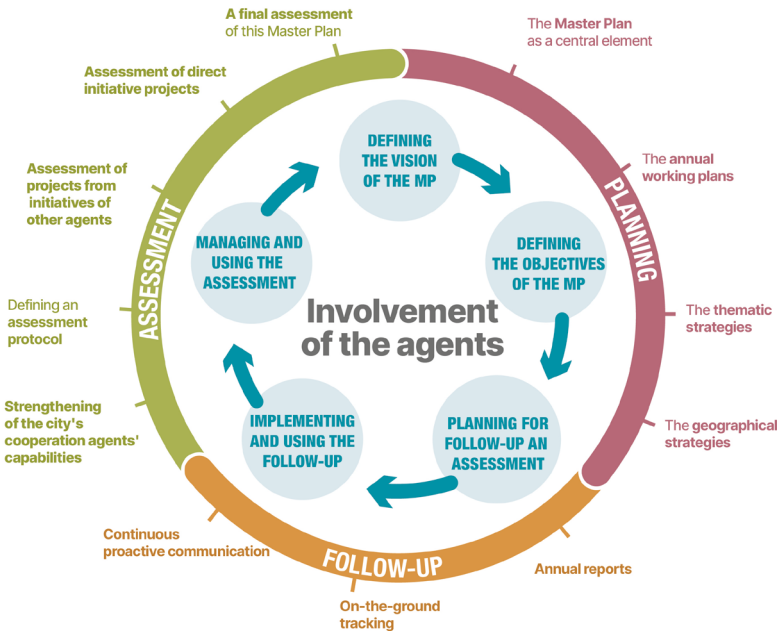 A final assessment
of this Master Plan
The Master Plan
as a central element
Assessment of direct
initiative projects
The annual
working plans
Assessment of
projects from
initiatives of
other agents
Defining an
assessment
protocol
The thematic
strategies
Strengthening
of the city's
cooperation agents'
capabilities
The geographical
strategies
Continuous
proactive communication
On-the-ground
tracking
Annual reports
ASSESSMENT
PLANNING
FOLLOW-UP
DEFINING
THE VISION
OF THE MP
DEFINING
THE OBJECTIVES
OF THE MP
PLANNING FOR
FOLLOW-UP AN
ASSESSMENT
IMPLEMENTING
AND USING THE
FOLLOW-UP
MANAGING AND
USING THE
ASSESSMENT
Involvement
of the agents